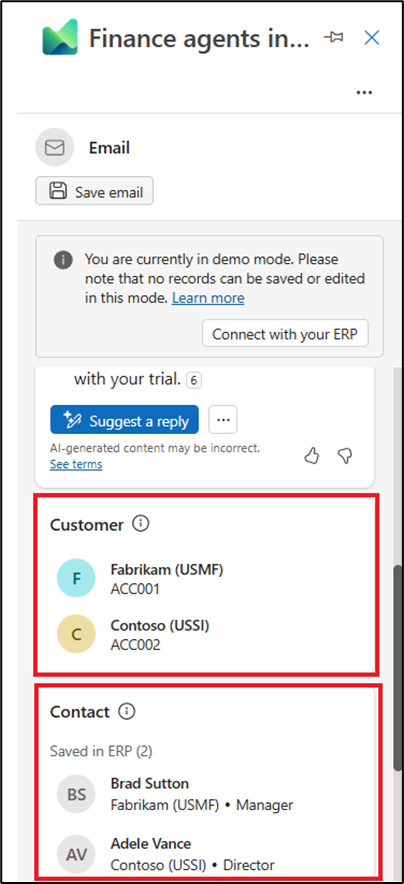 Finance agents in...
...
Email
Save email
You are currently in demo mode. Please
note that no records can be saved or edited
in this mode. Learn more
Connect with your ERP
with your trial. 6
Suggest a reply
...
AI-generated content may be incorrect.
See terms
Customer
F
Fabrikam (USMF)
ACC001
C
Contoso (USSI)
ACC002
Contact
Saved in ERP (2)
BS
Brad Sutton
Fabrikam (USMF) • Manager
AV
Adele Vance
Contoso (USSI) • Director